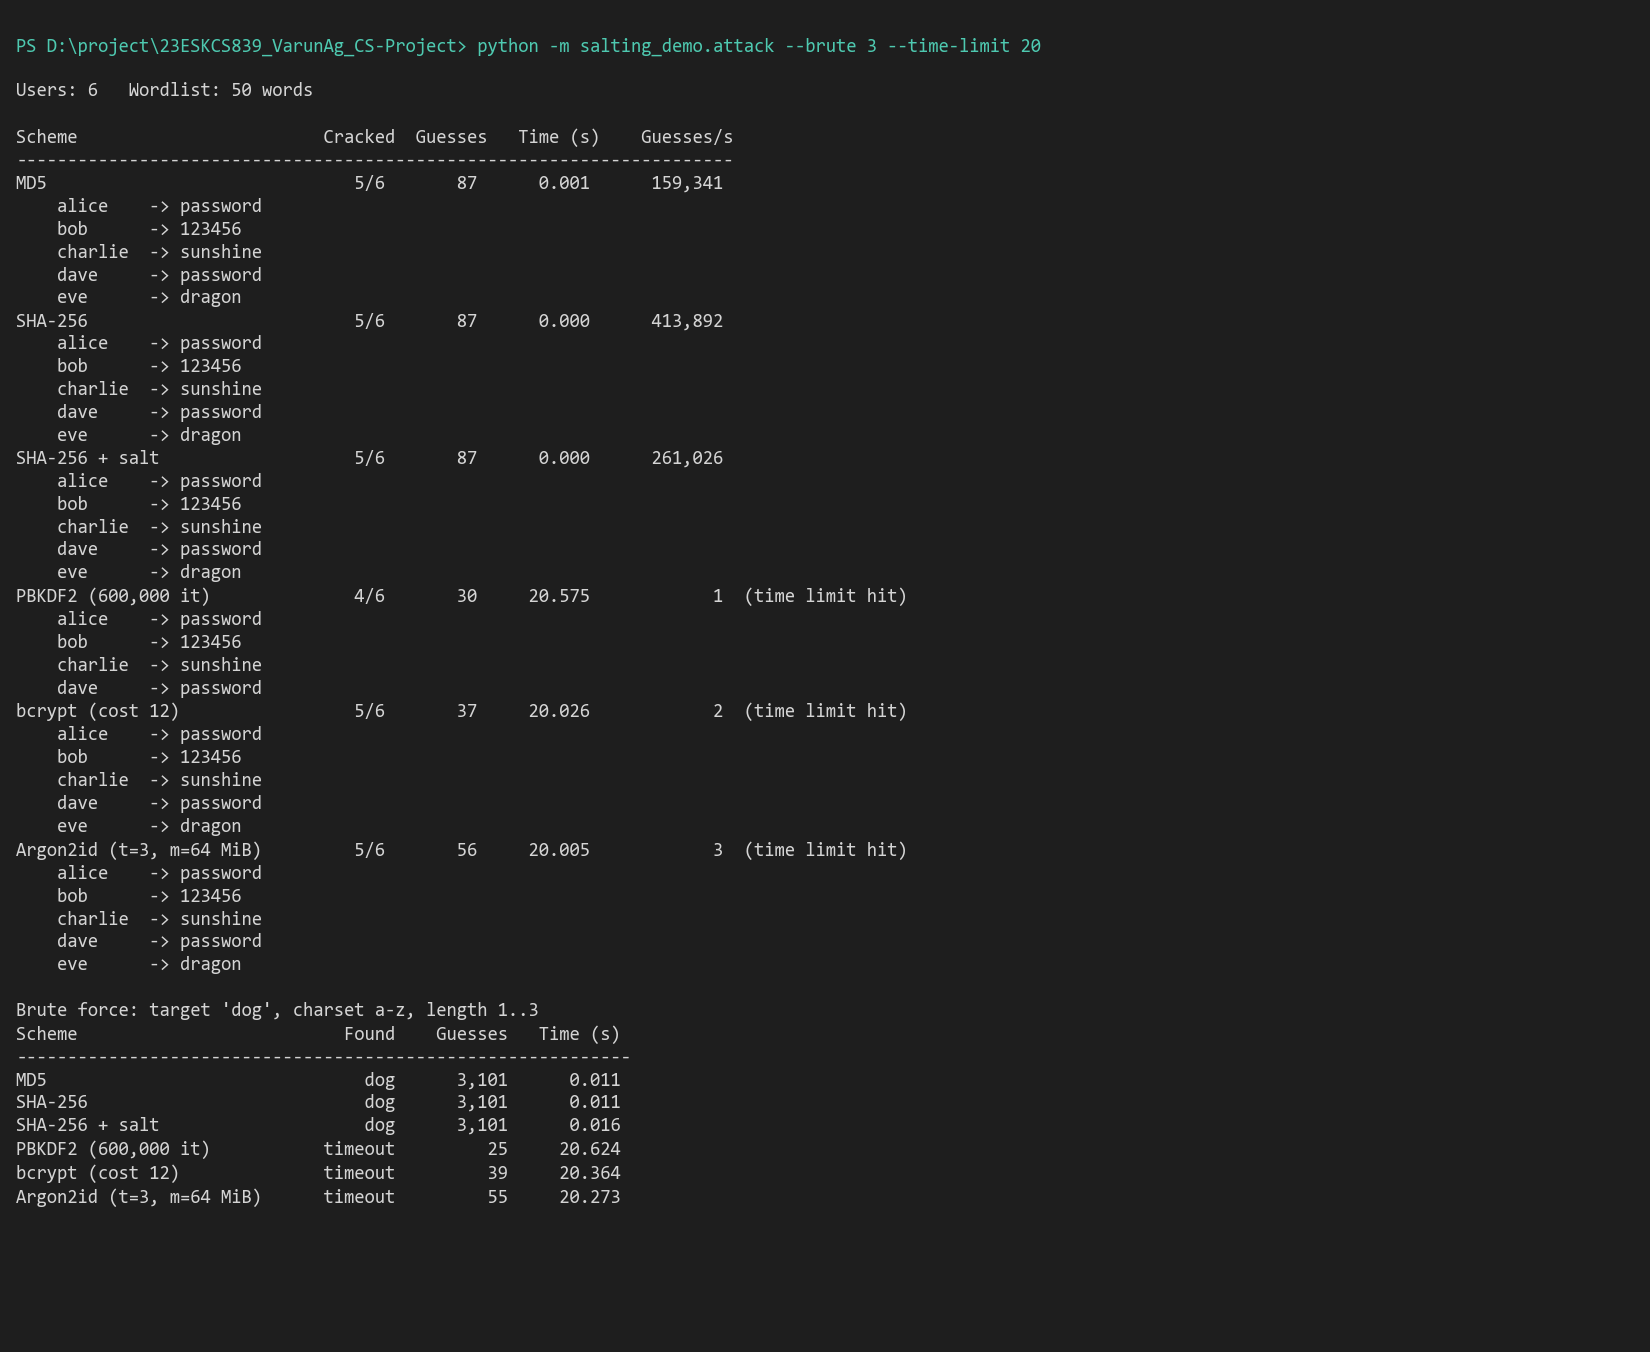 PS D:\project\23ESKCS839_VarunAg_CS-Project> python -m salting_demo.attack --brute 3 --time-limit 20
Users: 6   Wordlist: 50 words
Scheme                        Cracked  Guesses   Time (s)    Guesses/s
----------------------------------------------------------------------
MD5                              5/6       87      0.001      159,341
    alice    -> password
    bob      -> 123456
    charlie  -> sunshine
    dave     -> password
    eve      -> dragon
SHA-256                          5/6       87      0.000      413,892
    alice    -> password
    bob      -> 123456
    charlie  -> sunshine
    dave     -> password
    eve      -> dragon
SHA-256 + salt                   5/6       87      0.000      261,026
    alice    -> password
    bob      -> 123456
    charlie  -> sunshine
    dave     -> password
    eve      -> dragon
PBKDF2 (600,000 it)              4/6       30     20.575            1  (time limit hit)
    alice    -> password
    bob      -> 123456
    charlie  -> sunshine
    dave     -> password
bcrypt (cost 12)                 5/6       37     20.026            2  (time limit hit)
    alice    -> password
    bob      -> 123456
    charlie  -> sunshine
    dave     -> password
    eve      -> dragon
Argon2id (t=3, m=64 MiB)         5/6       56     20.005            3  (time limit hit)
    alice    -> password
    bob      -> 123456
    charlie  -> sunshine
    dave     -> password
    eve      -> dragon
Brute force: target 'dog', charset a-z, length 1..3
Scheme                          Found    Guesses   Time (s)
------------------------------------------------------------
MD5                               dog      3,101      0.011
SHA-256                           dog      3,101      0.011
SHA-256 + salt                    dog      3,101      0.016
PBKDF2 (600,000 it)           timeout         25     20.624
bcrypt (cost 12)              timeout         39     20.364
Argon2id (t=3, m=64 MiB)      timeout         55     20.273